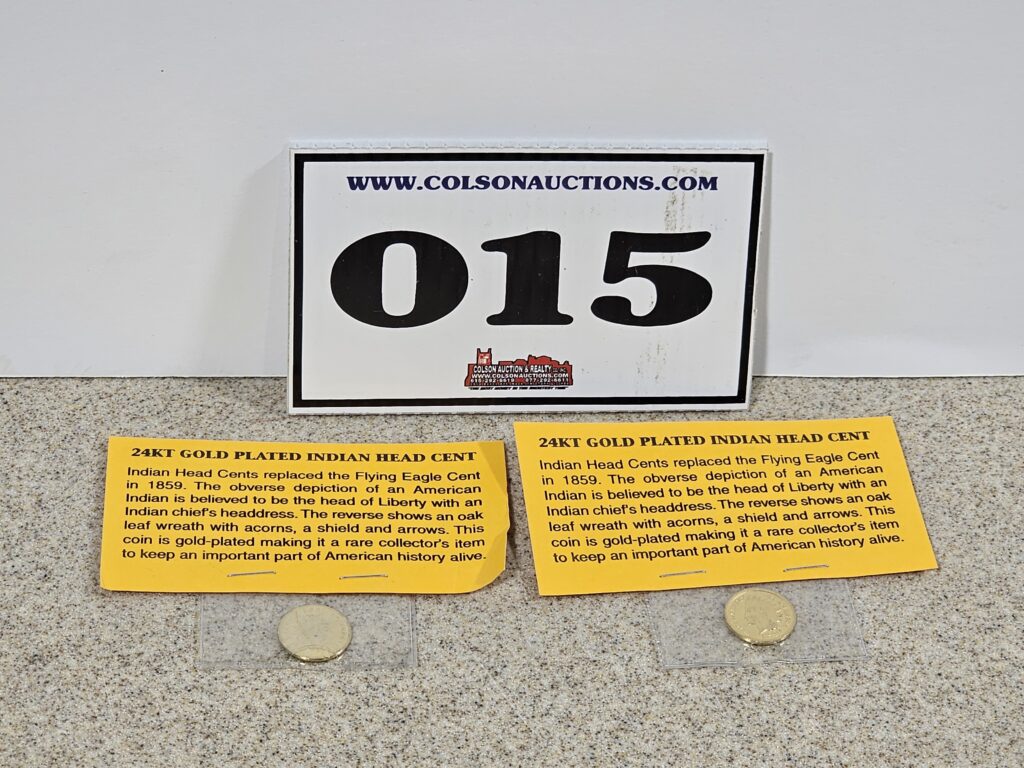 WWW.COLSONAUCTIONS.COM
015
COLSON AUCTION & REALTY
WWW.COLSONAUCTIONS.COM
24KT GOLD PLATED INDIAN HEAD CENT
Indian Head Cents replaced the Flying Eagle Cent
in 1859. The obverse depiction of an American
Indian is believed to be the head of Liberty with an
Indian chief's headdress. The reverse shows an oak
leaf wreath with acorns, a shield and arrows. This
coin is gold-plated making it a rare collector's item
to keep an important part of American history alive.
24KT GOLD PLATED INDIAN HEAD CENT
Indian Head Cents replaced the Flying Eagle Cent
in 1859. The obverse depiction of an American
Indian is believed to be the head of Liberty with an
Indian chief's headdress. The reverse shows an oak
leaf wreath with acorns, a shield and arrows. This
coin is gold-plated making it a rare collector's item
to keep an important part of American history alive.